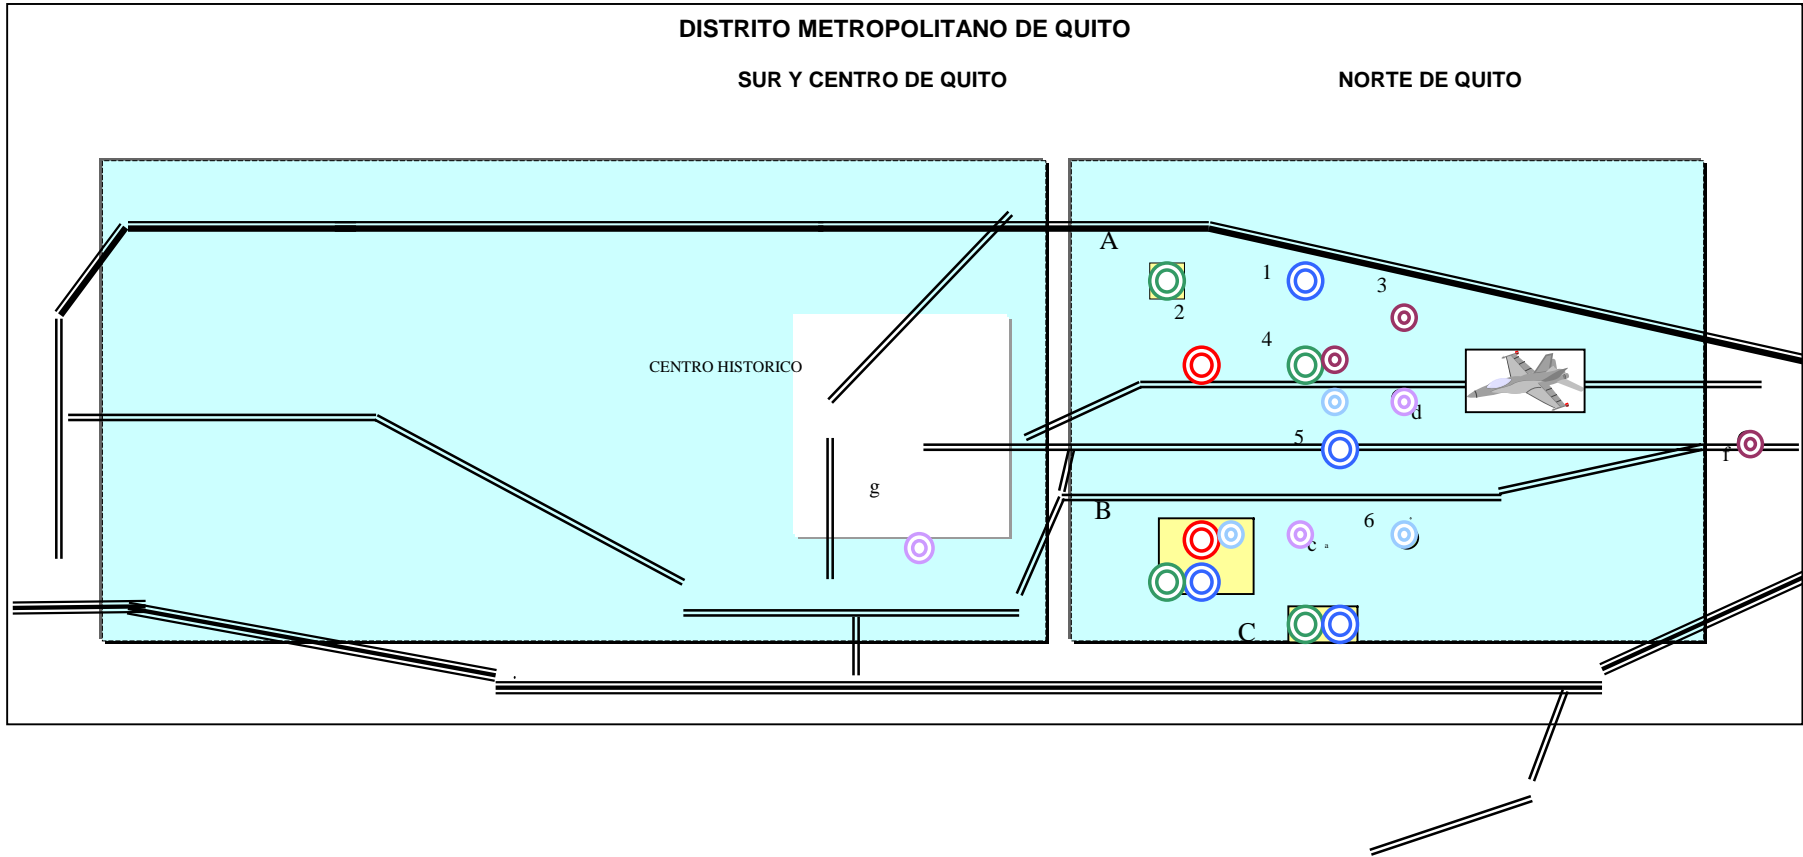 DISTRITO METROPOLITANO DE QUITO
SUR Y CENTRO DE QUITO
NORTE DE QUITO
A
1
3
2
4
CENTRO HISTORICO
d
5
f
g
B
6
c
a
C